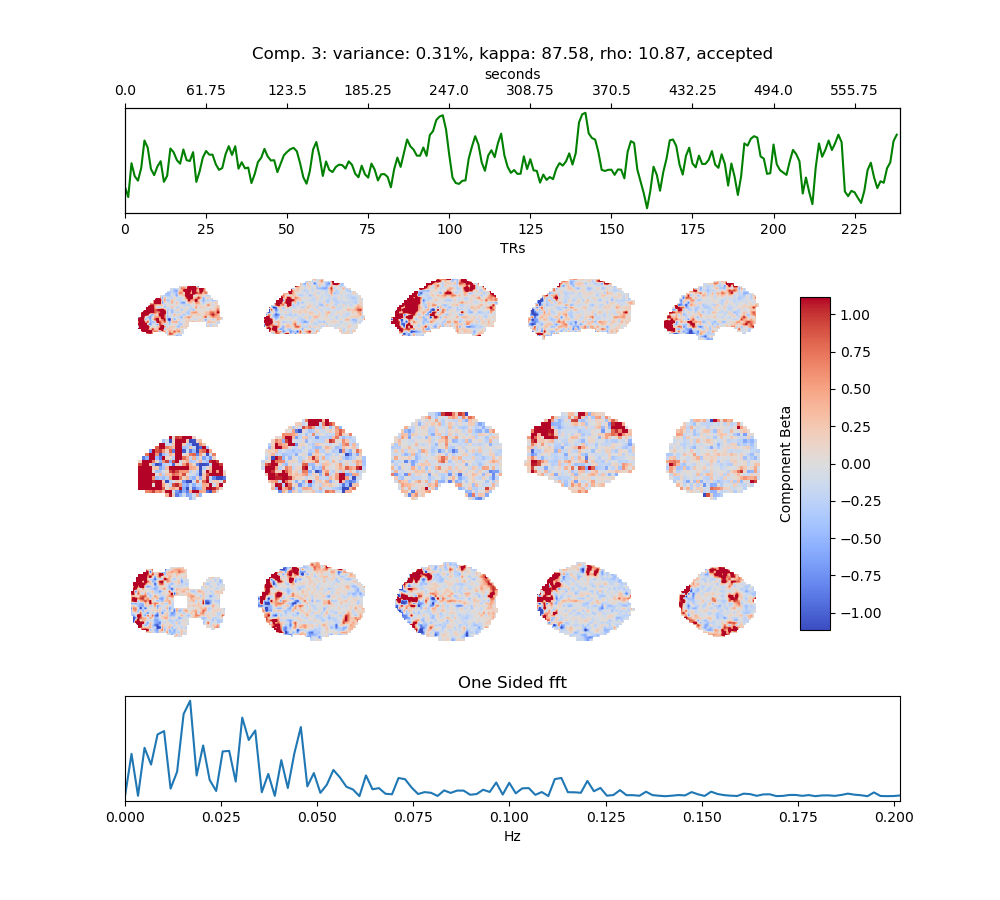 Comp. 3: variance: 0.31%, kappa: 87.58, rho: 10.87, accepted
seconds
0.0 61.75 123.5 185.25 247.0 308.75 370.5 432.25 494.0 555.75
0 25 50 75 100 125 150 175 200 225
TRs
1.00
0.75
0.50
0.25
0.00
−0.25
−0.50
−0.75
−1.00
Component Beta
One Sided fft
0.000 0.025 0.050 0.075 0.100 0.125 0.150 0.175 0.200
Hz